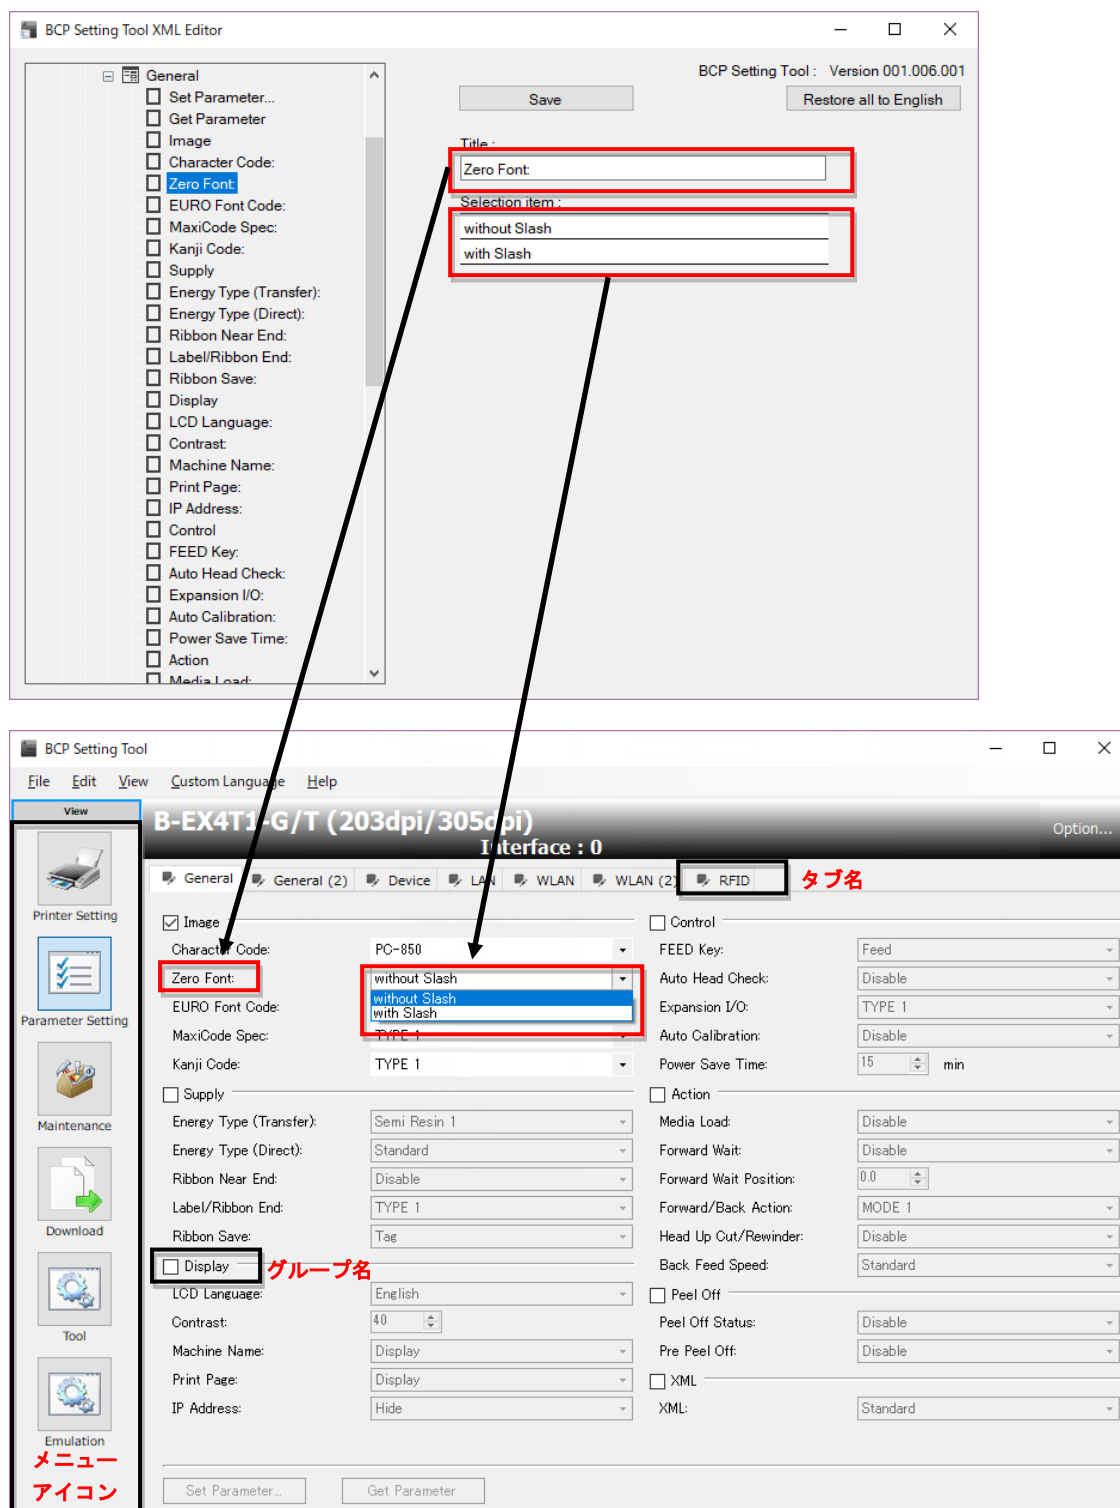 BCP Setting Tool XML Editor
General
Set Parameter...
Get Parameter
Image
Character Code:
Zero Font:
EURO Font Code:
MaxiCode Spec:
Kanji Code:
Supply
Energy Type (Transfer):
Energy Type (Direct):
Ribbon Near End:
Label/Ribbon End:
Ribbon Save:
Display
LCD Language:
Contrast:
Machine Name:
Print Page:
IP Address:
Control
FEED Key:
Auto Head Check:
Expansion I/O:
Auto Calibration:
Power Save Time:
Action
Media Load:
BCP Setting Tool : Version 001.006.001
Save
Restore all to English
Title :
Zero Font:
Selection item :
without Slash
with Slash
BCP Setting Tool
File Edit View Custom Language Help
View
B-EX4T1-G/T (203dpi/305dpi)
Interface : 0
Option...
Printer Setting
Parameter Setting
Maintenance
Download
Tool
Emulation
メニュー
アイコン
General General (2) Device LAN WLAN WLAN (2) RFID タブ名
Image
Character Code: PC-850
Zero Font: without Slash
without Slash
with Slash
EURO Font Code:
MaxiCode Spec: TYPE 1
Kanji Code: TYPE 1
Supply
Energy Type (Transfer): Semi Resin 1
Energy Type (Direct): Standard
Ribbon Near End: Disable
Label/Ribbon End: TYPE 1
Ribbon Save: Tag
Display グループ名
LCD Language: English
Contrast: 40
Machine Name: Display
Print Page: Display
IP Address: Hide
Control
FEED Key: Feed
Auto Head Check: Disable
Expansion I/O: TYPE 1
Auto Calibration: Disable
Power Save Time: 15 min
Action
Media Load: Disable
Forward Wait: Disable
Forward Wait Position: 0.0
Forward/Back Action: MODE 1
Head Up Cut/Rewinder: Disable
Back Feed Speed: Standard
Peel Off
Peel Off Status: Disable
Pre Peel Off: Disable
XML
XML: Standard
Set Parameter... Get Parameter